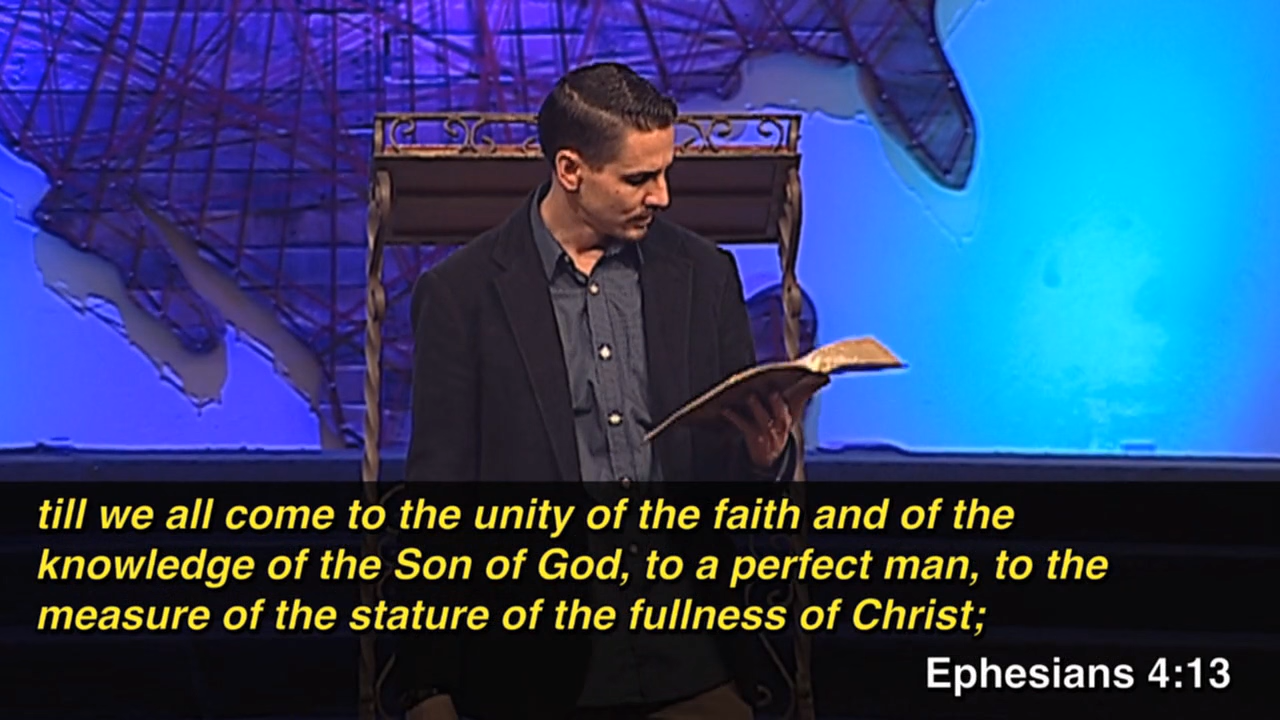 till we all come to the unity of the faith and of the
knowledge of the Son of God, to a perfect man, to the
measure of the stature of the fullness of Christ;
Ephesians 4:13